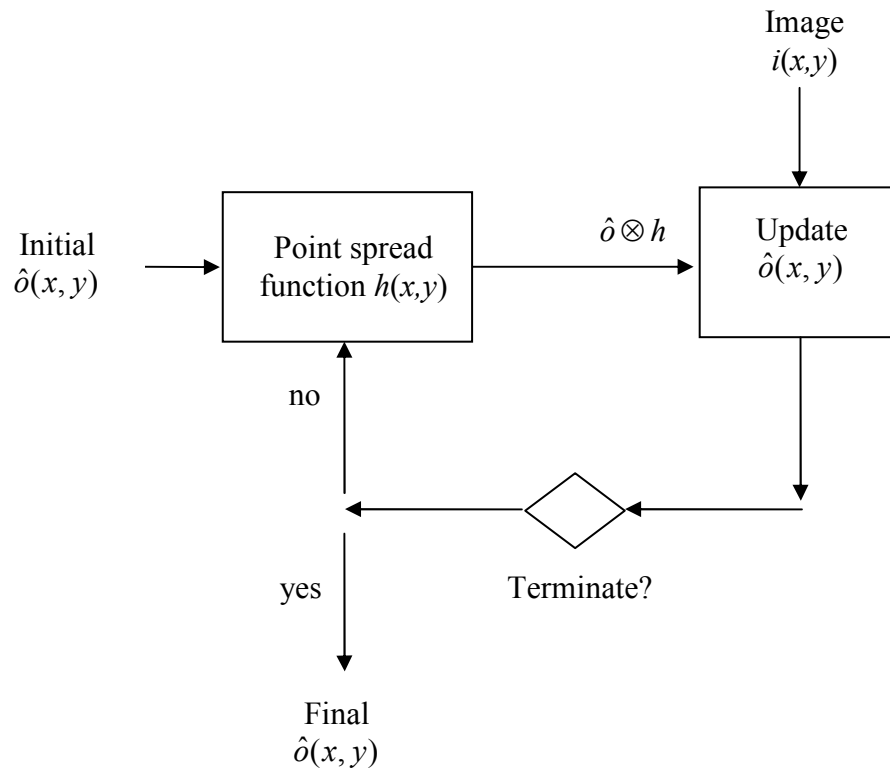 Image
i(x,y)
Initial
ô(x, y)
Point spread
function h(x,y)
ô ⊗ h
Update
ô(x, y)
no
yes
Terminate?
Final
ô(x, y)